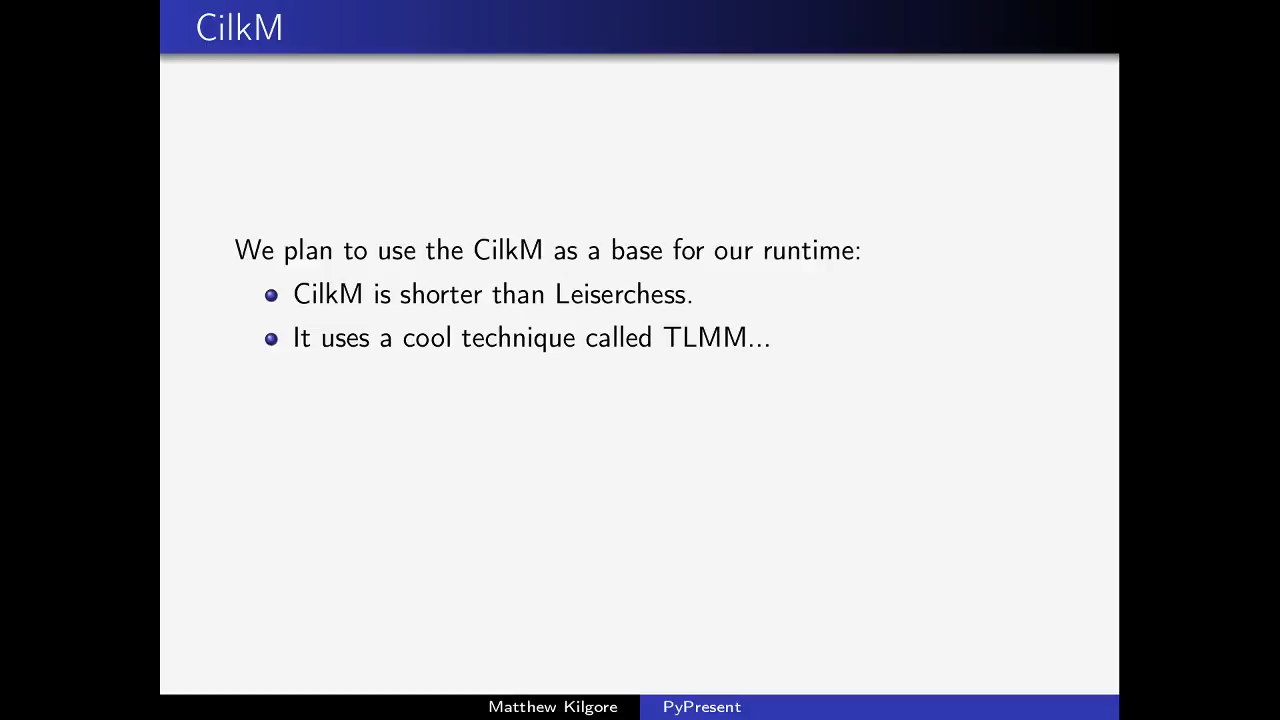 CilkM
We plan to use the CilkM as a base for our runtime:
CilkM is shorter than Leiserchess.
It uses a cool technique called TLMM...
Matthew Kilgore
PyPresent